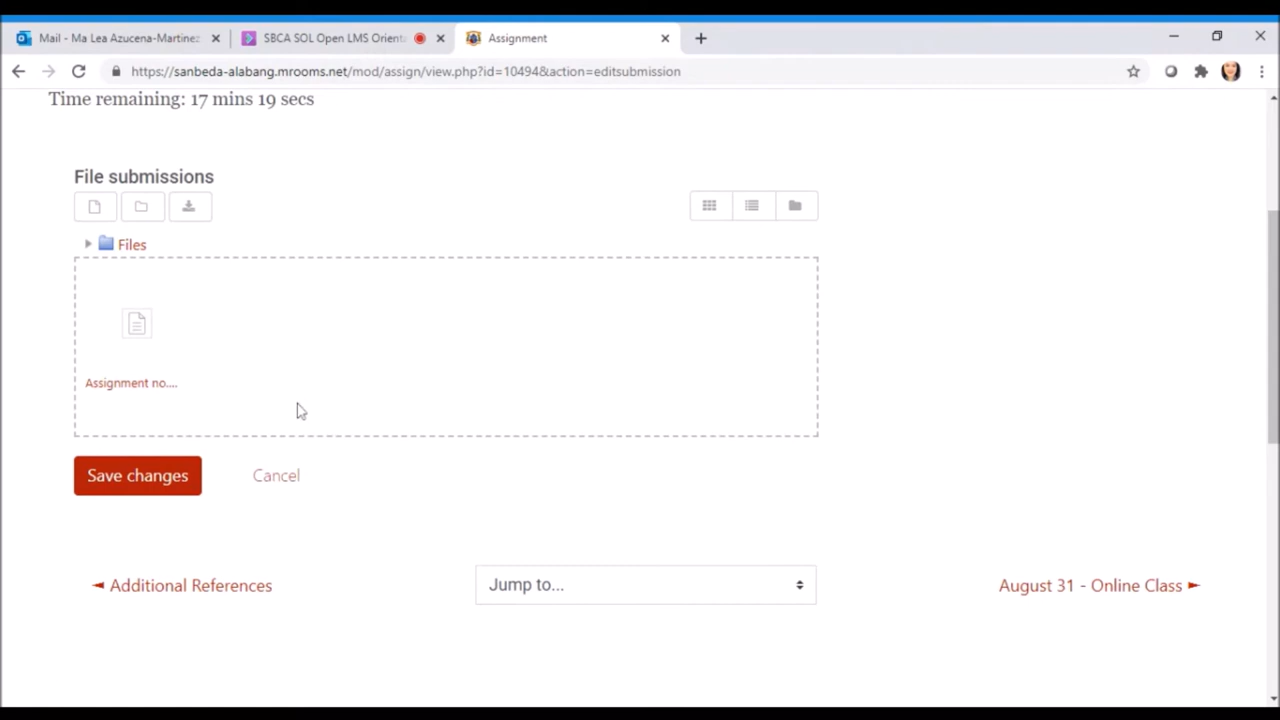 Mail - Ma Lea Azucena-Martinez
SBCA SOL Open LMS Orient
Assignment
https://sanbeda-alabang.mrooms.net/mod/assign/view.php?id=10494&action=editsubmission
Time remaining: 17 mins 19 secs
File submissions
Files
Assignment no....
Save changes
Cancel
◄ Additional References
Jump to...
August 31 - Online Class ►